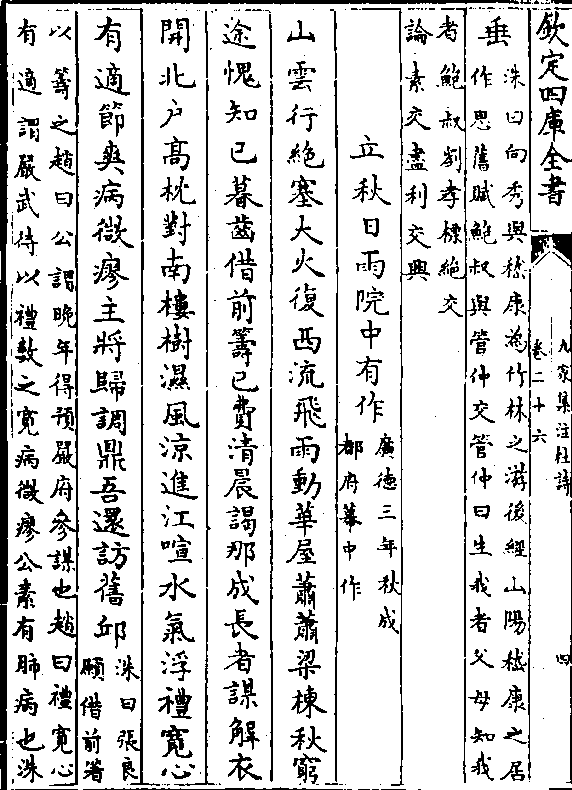 欽定四庫全書
九家集注杜詩
卷二十六
四
洙曰向秀與嵇康為竹林之游後經山陽嵇康之居
垂
作思舊賦鮑叔與管仲交管仲曰生我者父母知我
者鮑叔劉孝標絶交
論素交盡利交興
立秋日雨院中有作
廣德三年秋成
都府幕中作
山雲行絶塞大火復西流飛雨動華屋蕭蕭梁棟秋窮
途愧知己暮齒借前籌已費清晨謁那成長者謀解衣
開北户高枕對南樓樹濕風涼進江喧水氣浮禮寛心
有適節爽病微瘳主將歸調鼎吾還訪舊邱
洙曰張良
願借前箸
以籌之趙曰公謂晩年得預嚴府參謀也趙曰禮寛心
有適謂嚴武待以禮數之寛病微瘳公素有肺病也洙